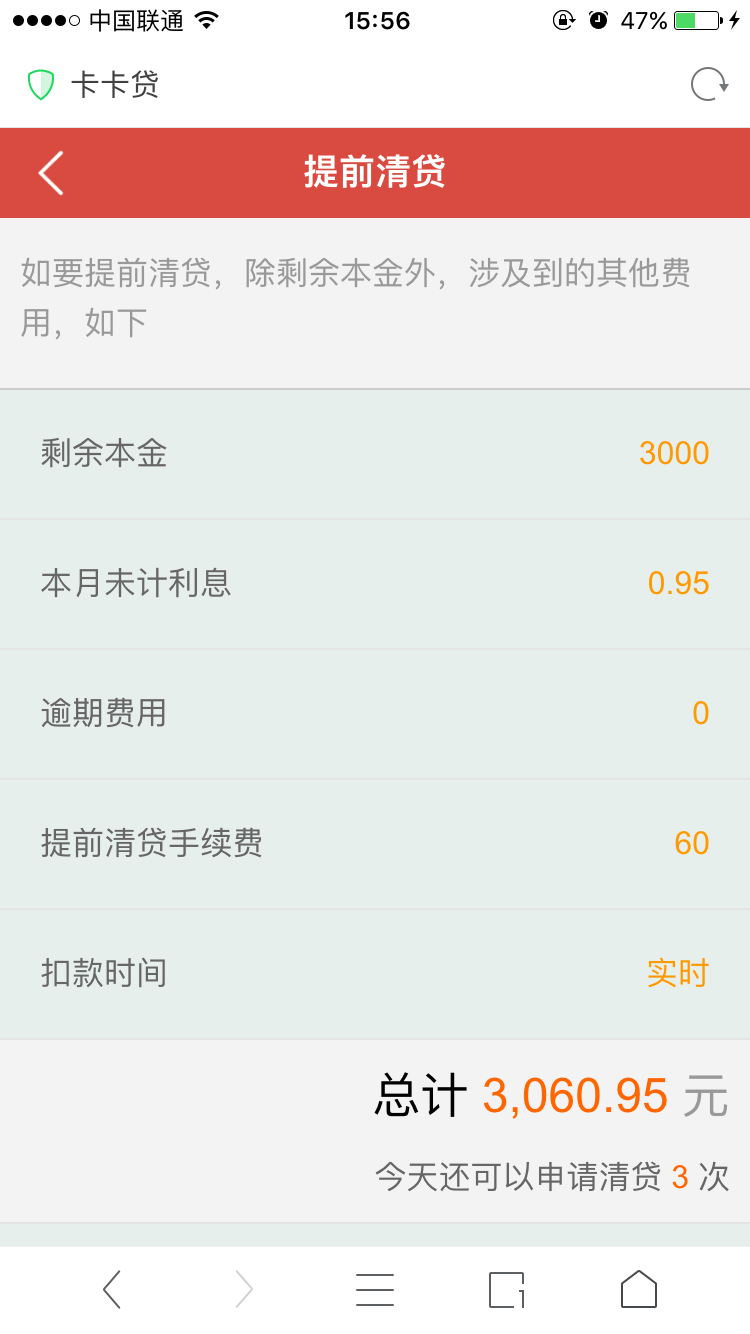 中国联通 15:56 47%
卡卡贷
提前清贷
如要提前清贷，除剩余本金外，涉及到的其他费
用，如下
剩余本金 3000
本月未计利息 0.95
逾期费用 0
提前清贷手续费 60
扣款时间 实时
总计 3,060.95 元
今天还可以申请清贷 3 次
1